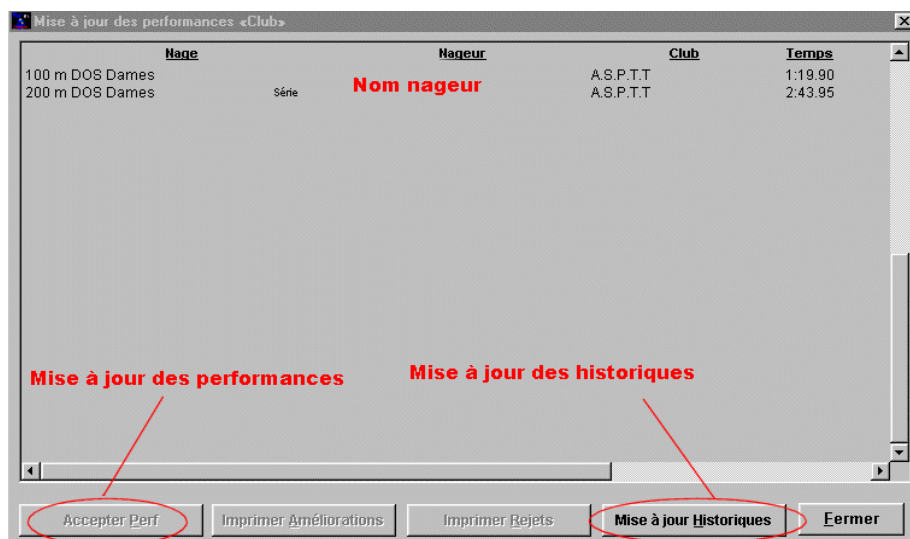 Mise à jour des performances «Club»
Nage Nageur Club Temps
100 m DOS Dames A.S.P.T.T 1:19.90
200 m DOS Dames Série A.S.P.T.T 2:43.95
Nom nageur
Mise à jour des performances Mise à jour des historiques
Accepter Perf Imprimer Améliorations Imprimer Rejets Mise à jour Historiques Fermer